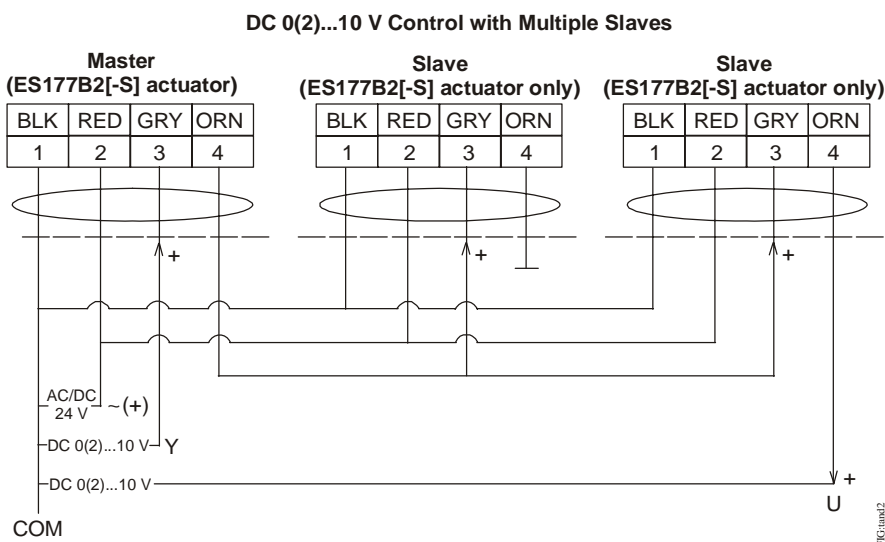 DC 0(2)...10 V Control with Multiple Slaves
Master
(ES177B2[-S] actuator)
Slave
(ES177B2[-S] actuator only)
Slave
(ES177B2[-S] actuator only)
BLK RED GRY ORN
1 2 3 4
BLK RED GRY ORN
1 2 3 4
BLK RED GRY ORN
1 2 3 4
+
+
+
AC/DC
24 V
~(+)
DC 0(2)...10 V
Y
DC 0(2)...10 V
+
U
COM
FIG:tand2